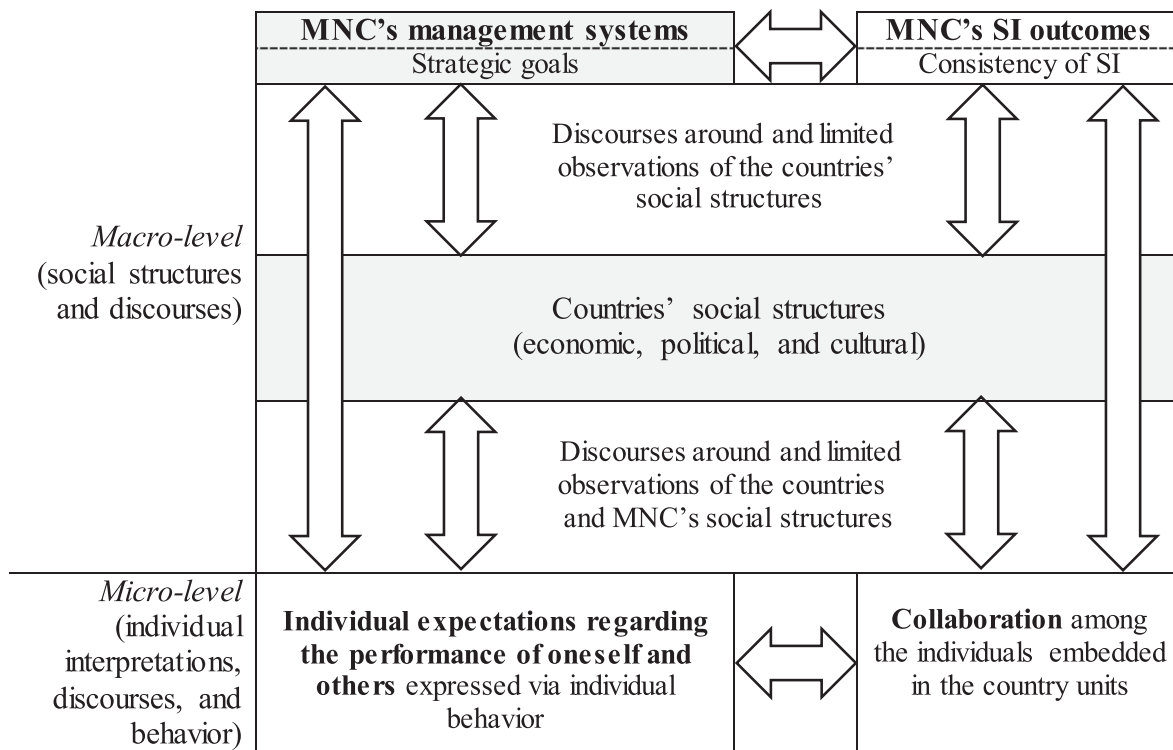 MNC’s management systems
Strategic goals
MNC’s SI outcomes
Consistency of SI
Discourses around and limited
observations of the countries’
social structures
Macro-level
(social structures
and discourses)
Countries’ social structures
(economic, political, and cultural)
Discourses around and limited
observations of the countries
and MNC’s social structures
Micro-level
(individual
interpretations,
discourses, and
behavior)
Individual expectations regarding
the performance of oneself and
others expressed via individual
behavior
Collaboration among
the individuals embedded
in the country units